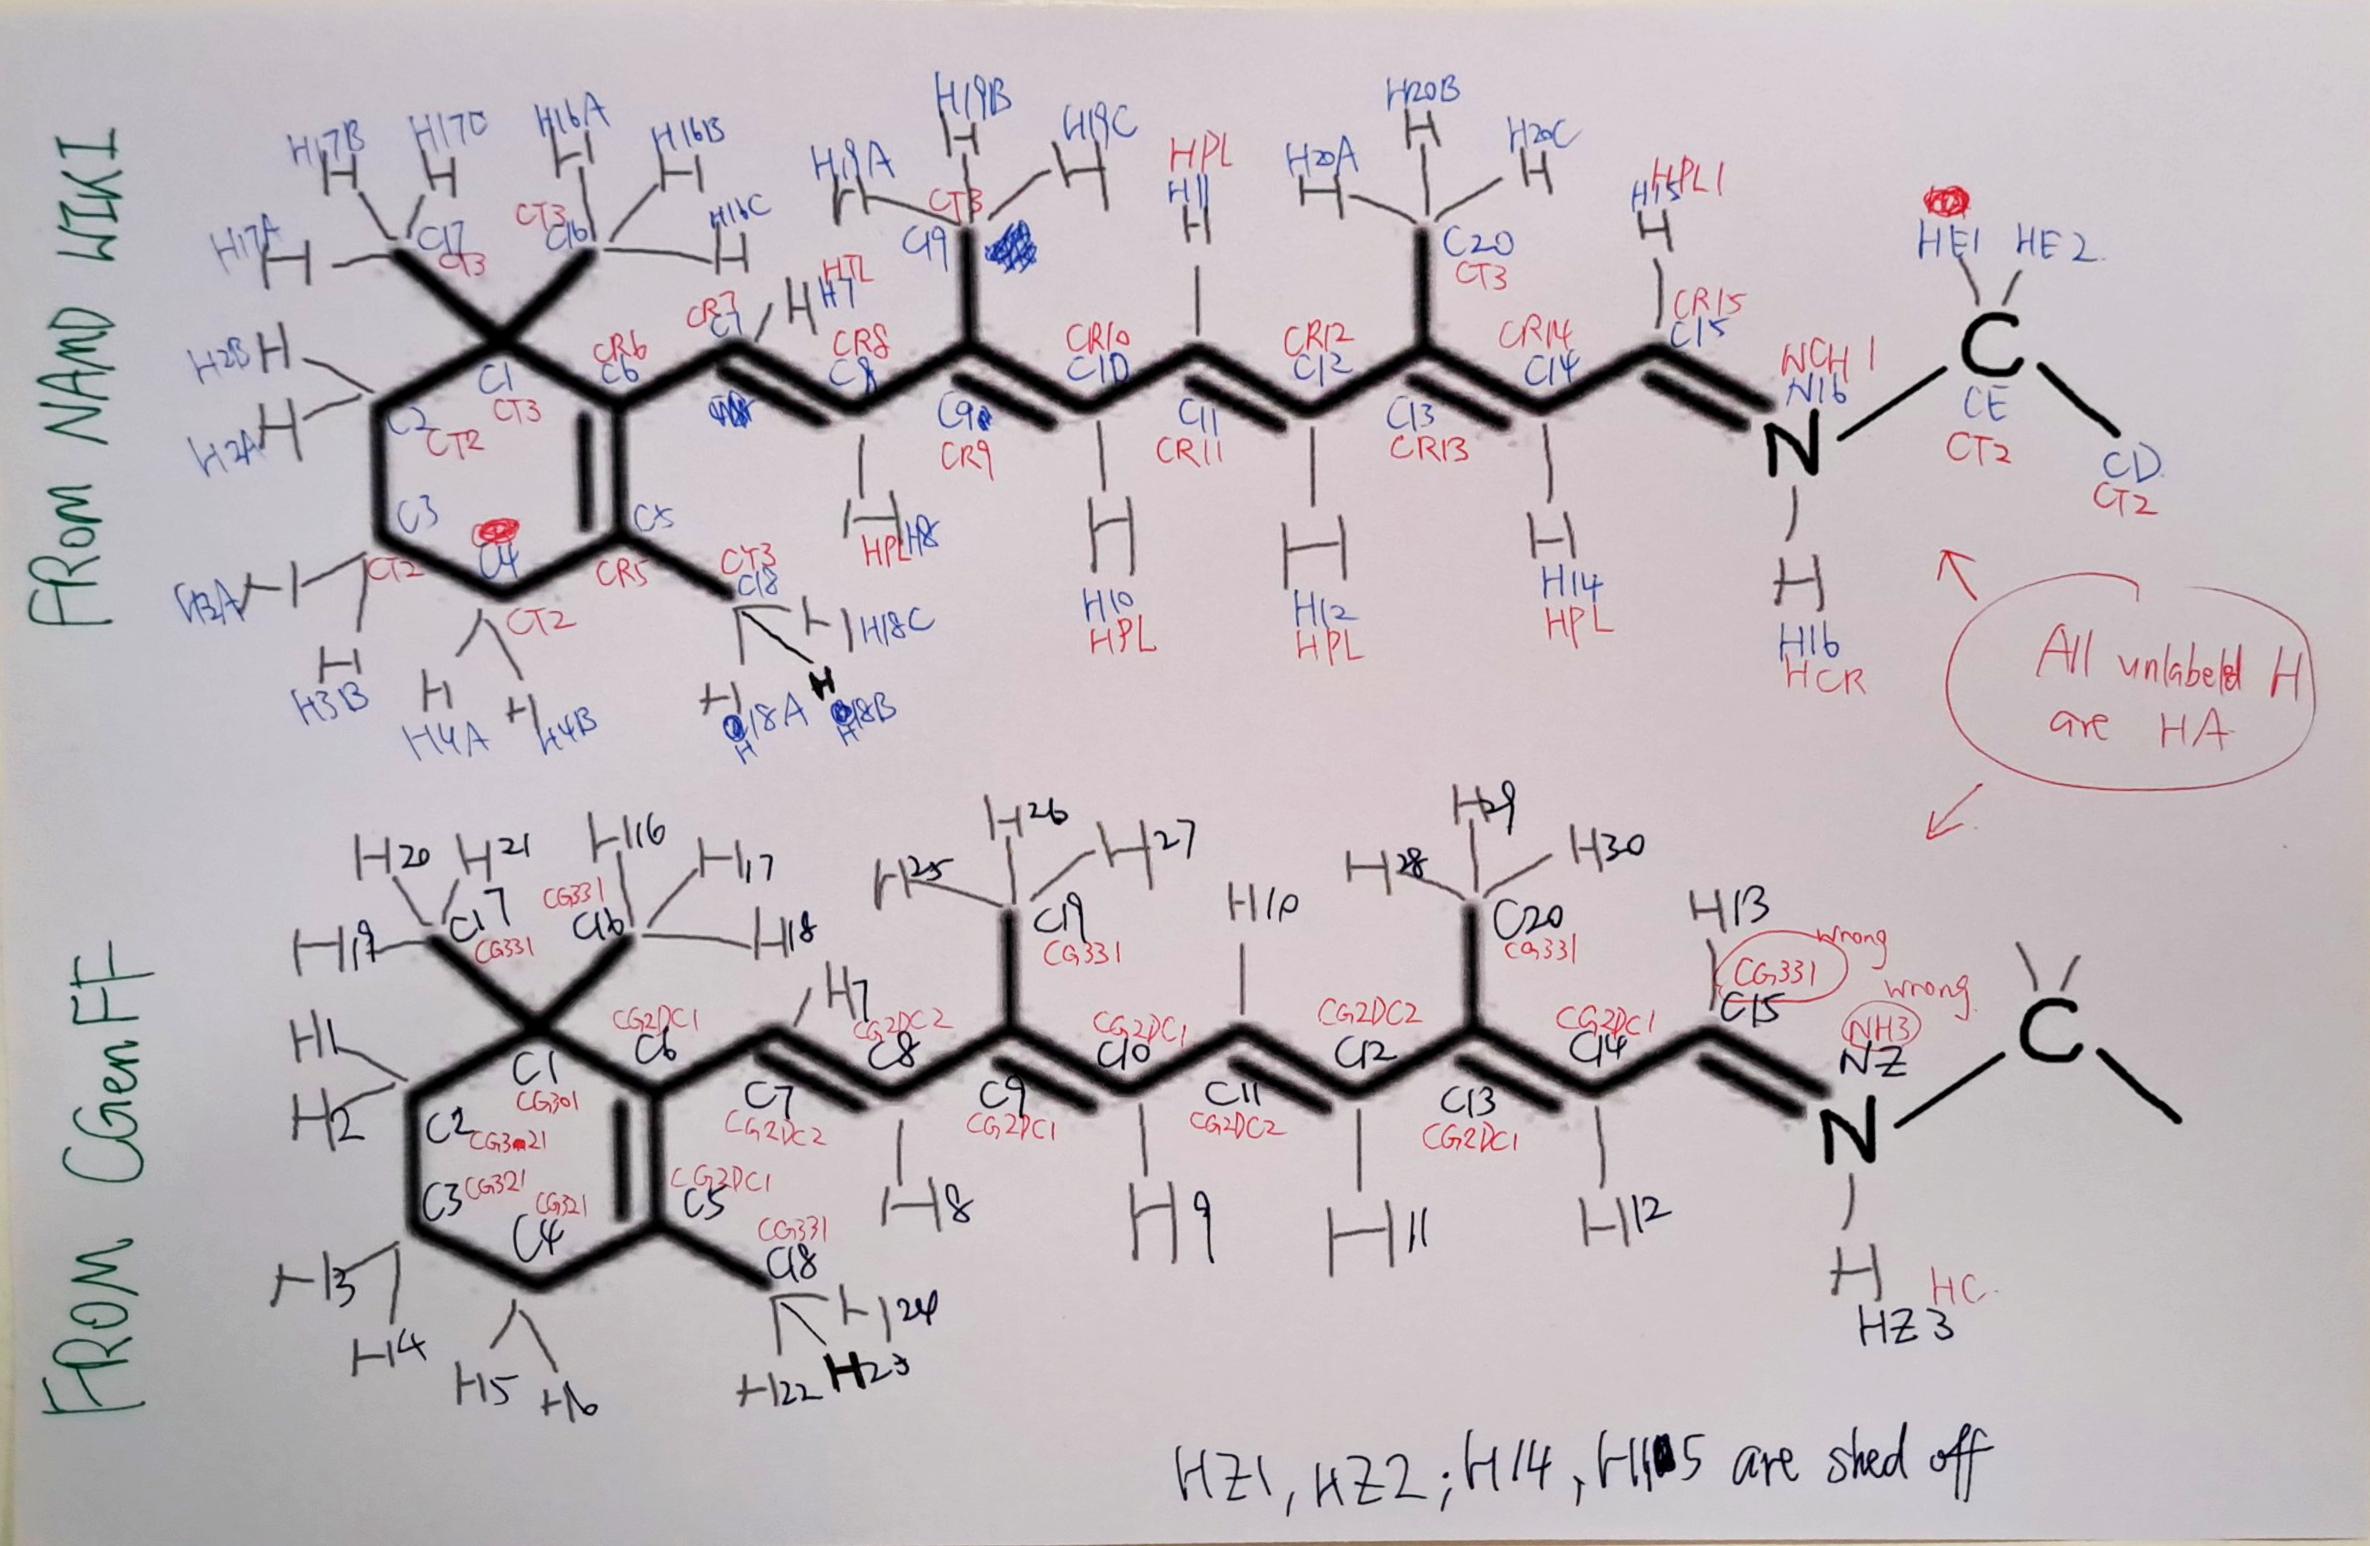 FROM NAMD WIKI
H17B H17C H16A H16B H19B H20B
H H H H H19A H H19C HPL H20A H H20C H15 HPL1
H17A H C17 CT3 CT3 C16 H16C H H CT3 H H11 H H H H HE1 HE2
C19 C20 CT3
H2B H CR7 C7 H H7 HTL H CR15 C15 C
CR6 C6 CR8 C8 CR10 C10 CR12 C12 CR14 C14 NCH1 N16 CE CT2
H2A H C2 CT2 C1 CT3 C9 CR9 C11 CR11 C13 CR13 N CD CT2
C3 C4 C5
H3A H CT2 CT2 CR5 CT3 C18 H HPL H8 H H H H
H10 HPL H12 HPL H14 HPL H16 HCR
H H H H H18C
H3B H4A H4B H H18A H H18B
All unlabeld H
are HA
FROM CGenFF
H20 H21 H16 H17 H26 H29
H25 H27 H10 H28 H30 H13
H19 C17 CG331 CG331 C16 H18 C19 CG331 C20 CG331 CG331 wrong
H1 H7 C15 NH3 wrong
CG2DC1 C6 CG2DC2 C8 CG2DC1 C10 CG2DC2 C12 CG2DC1 C14 NZ C
H2 C2 CG321 C1 CG301 C7 CG2DC2 C9 CG2DC1 C11 CG2DC2 C13 CG2DC1 N
C3 CG321 CG321 C4 CG2DC1 C5 H8 H9 H11 H12
H3 CG331 C18 H HC
H4 H5 H6 H22 H23 H24 HZ3
HZ1, HZ2; H14, H15 are shed off